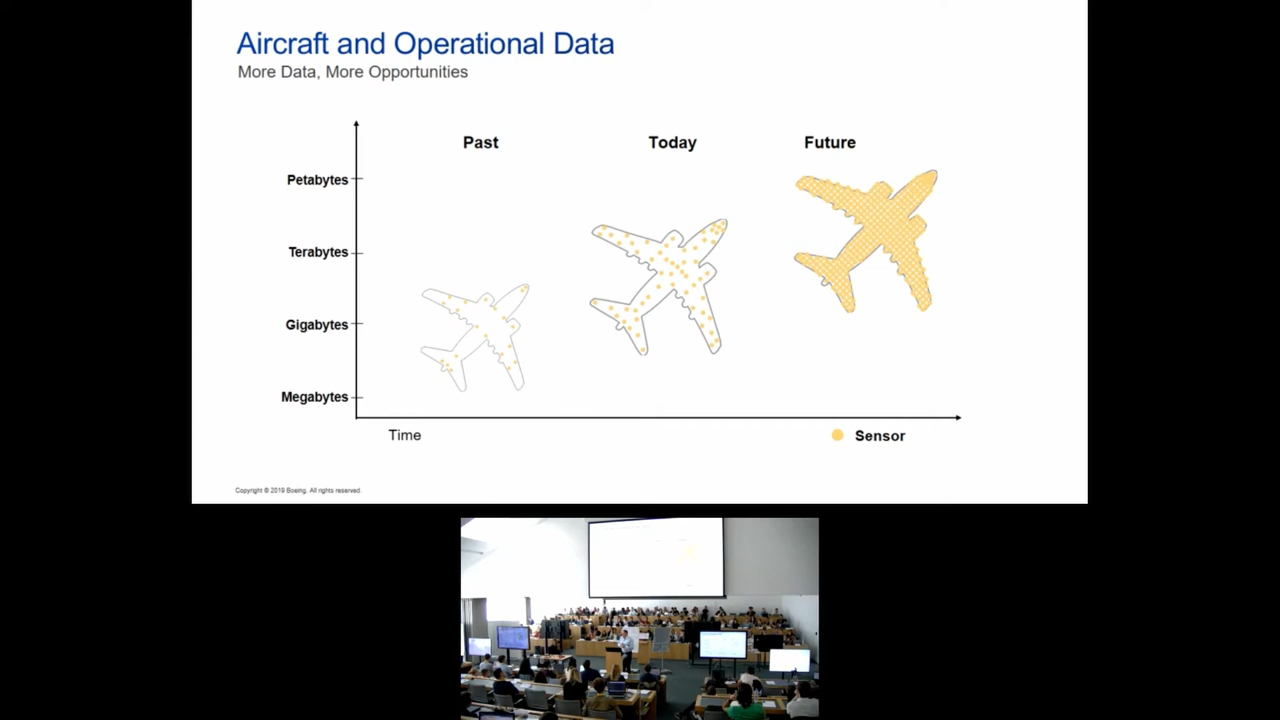 Aircraft and Operational Data
More Data, More Opportunities
Past
Today
Future
Petabytes
Terabytes
Gigabytes
Megabytes
Time
Sensor
Copyright © 2019 Boeing. All rights reserved.